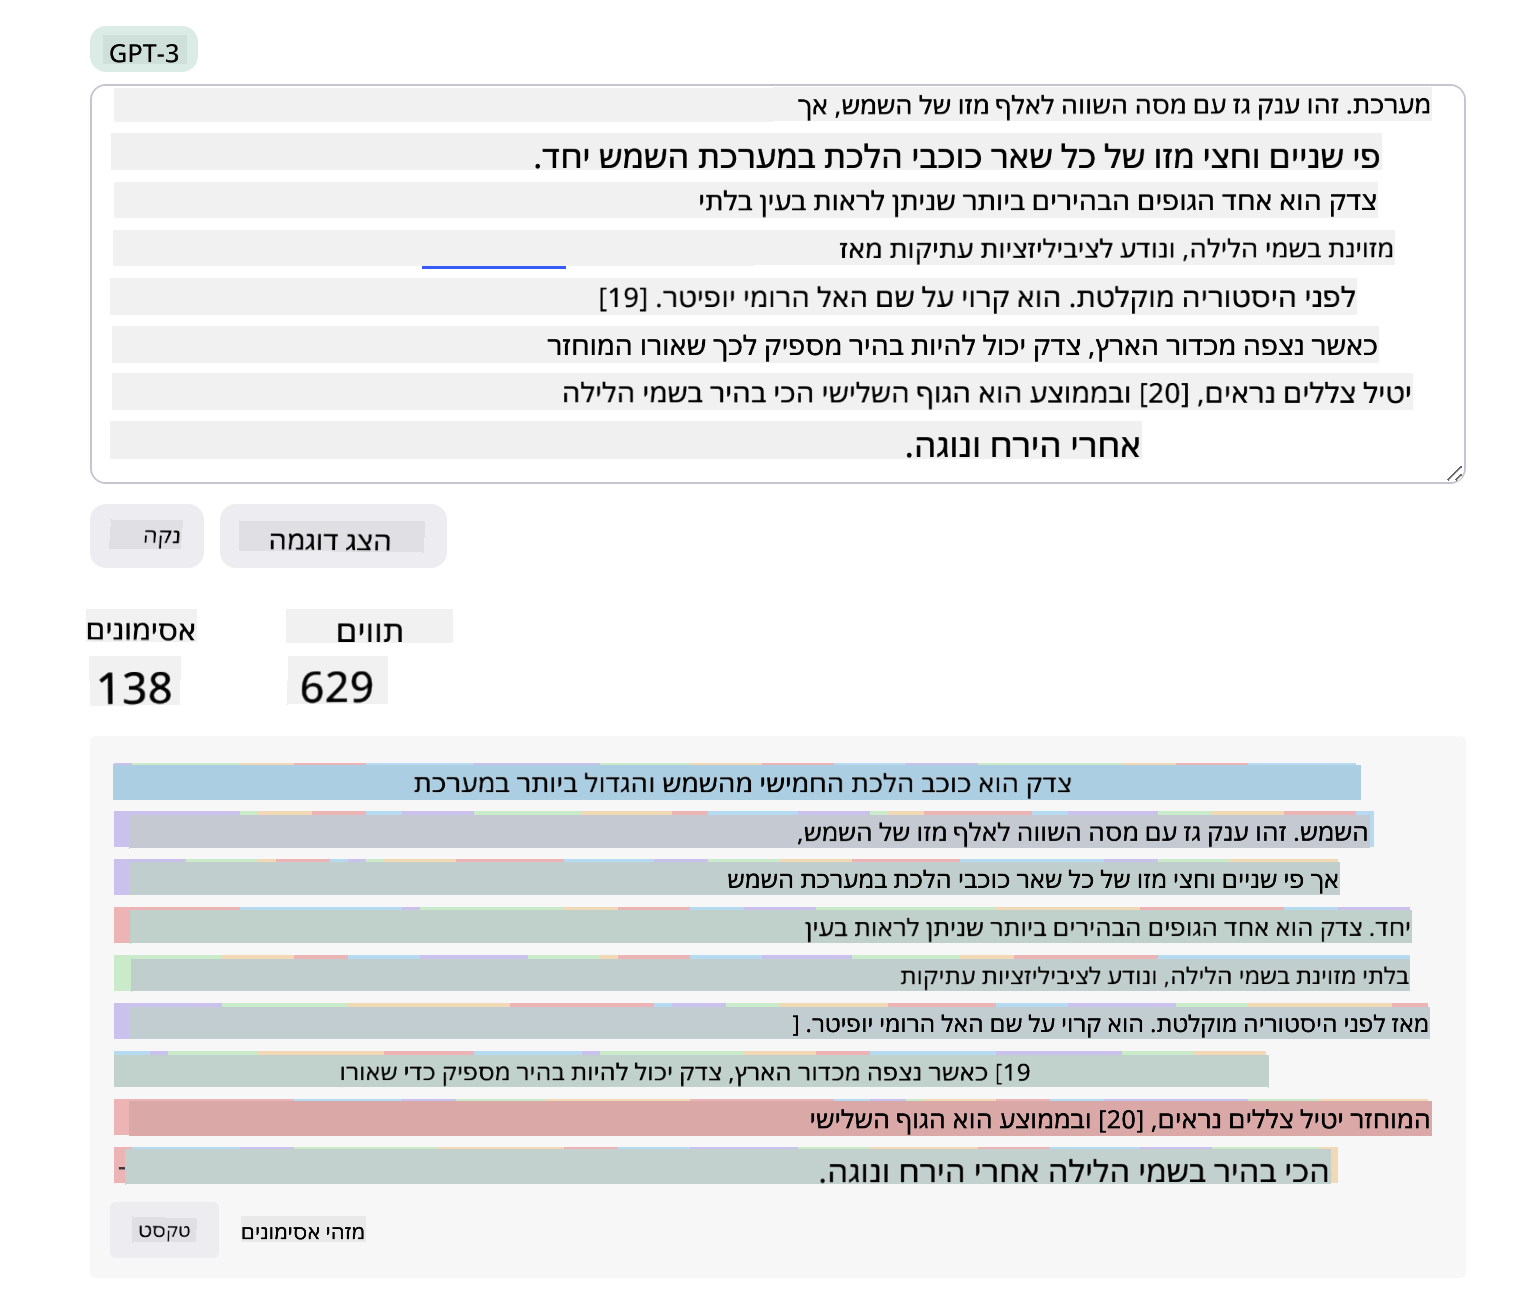 GPT-3
מערכת. זהו ענק גז עם מסה השווה לאלף מזו של השמש, אך
פי שניים וחצי מזו של כל שאר כוכבי הלכת במערכת השמש יחד.
צדק הוא אחד הגופים הבהירים ביותר שניתן לראות בעין בלתי
מזוינת בשמי הלילה, ונודע לציביליזציות עתיקות מאז
לפני היסטוריה מוקלטת. הוא קרוי על שם האל הרומי יופיטר. [19]
כאשר נצפה מכדור הארץ, צדק יכול להיות בהיר מספיק לכך שאורו המוחזר
יטיל צללים נראים, [20] ובממוצע הוא הגוף השלישי הכי בהיר בשמי הלילה
אחרי הירח ונוגה.
נקה
הצג דוגמה
אסימונים
תווים
138
629
צדק הוא כוכב הלכת החמישי מהשמש והגדול ביותר במערכת
השמש. זהו ענק גז עם מסה השווה לאלף מזו של השמש,
אך פי שניים וחצי מזו של כל שאר כוכבי הלכת במערכת השמש
יחד. צדק הוא אחד הגופים הבהירים ביותר שניתן לראות בעין
בלתי מזוינת בשמי הלילה, ונודע לציביליזציות עתיקות
מאז לפני היסטוריה מוקלטת. הוא קרוי על שם האל הרומי יופיטר. [
19] כאשר נצפה מכדור הארץ, צדק יכול להיות בהיר מספיק כדי שאורו
המוחזר יטיל צללים נראים, [20] ובממוצע הוא הגוף השלישי
הכי בהיר בשמי הלילה אחרי הירח ונוגה.
טקסט
מזהי אסימונים